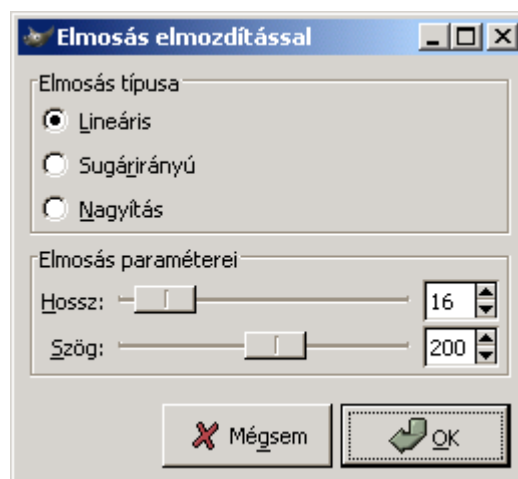 Elmosás elmozdítással
Elmosás típusa
Lineáris
Sugárirányú
Nagyítás
Elmosás paraméterei
Hossz: 16
Szög: 200
Mégsem OK